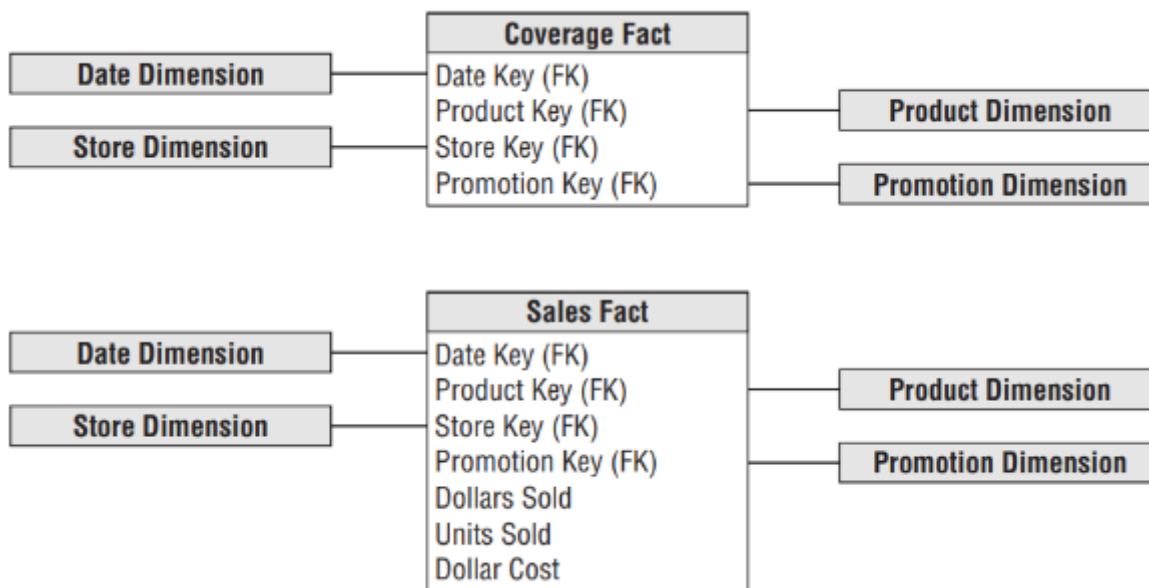 Coverage Fact
Date Dimension
Date Key (FK)
Product Key (FK)
Product Dimension
Store Dimension
Store Key (FK)
Promotion Key (FK)
Promotion Dimension
Sales Fact
Date Dimension
Date Key (FK)
Product Key (FK)
Product Dimension
Store Dimension
Store Key (FK)
Promotion Key (FK)
Promotion Dimension
Dollars Sold
Units Sold
Dollar Cost